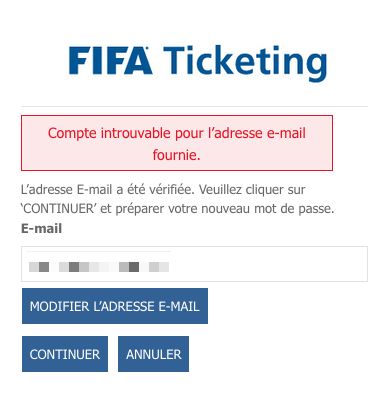 FIFA Ticketing
Compte introuvable pour l’adresse e-mail
fournie.
L’adresse E-mail a été vérifiée. Veuillez cliquer sur
‘CONTINUER’ et préparer votre nouveau mot de passe.
E-mail
MODIFIER L’ADRESSE E-MAIL
CONTINUER
ANNULER